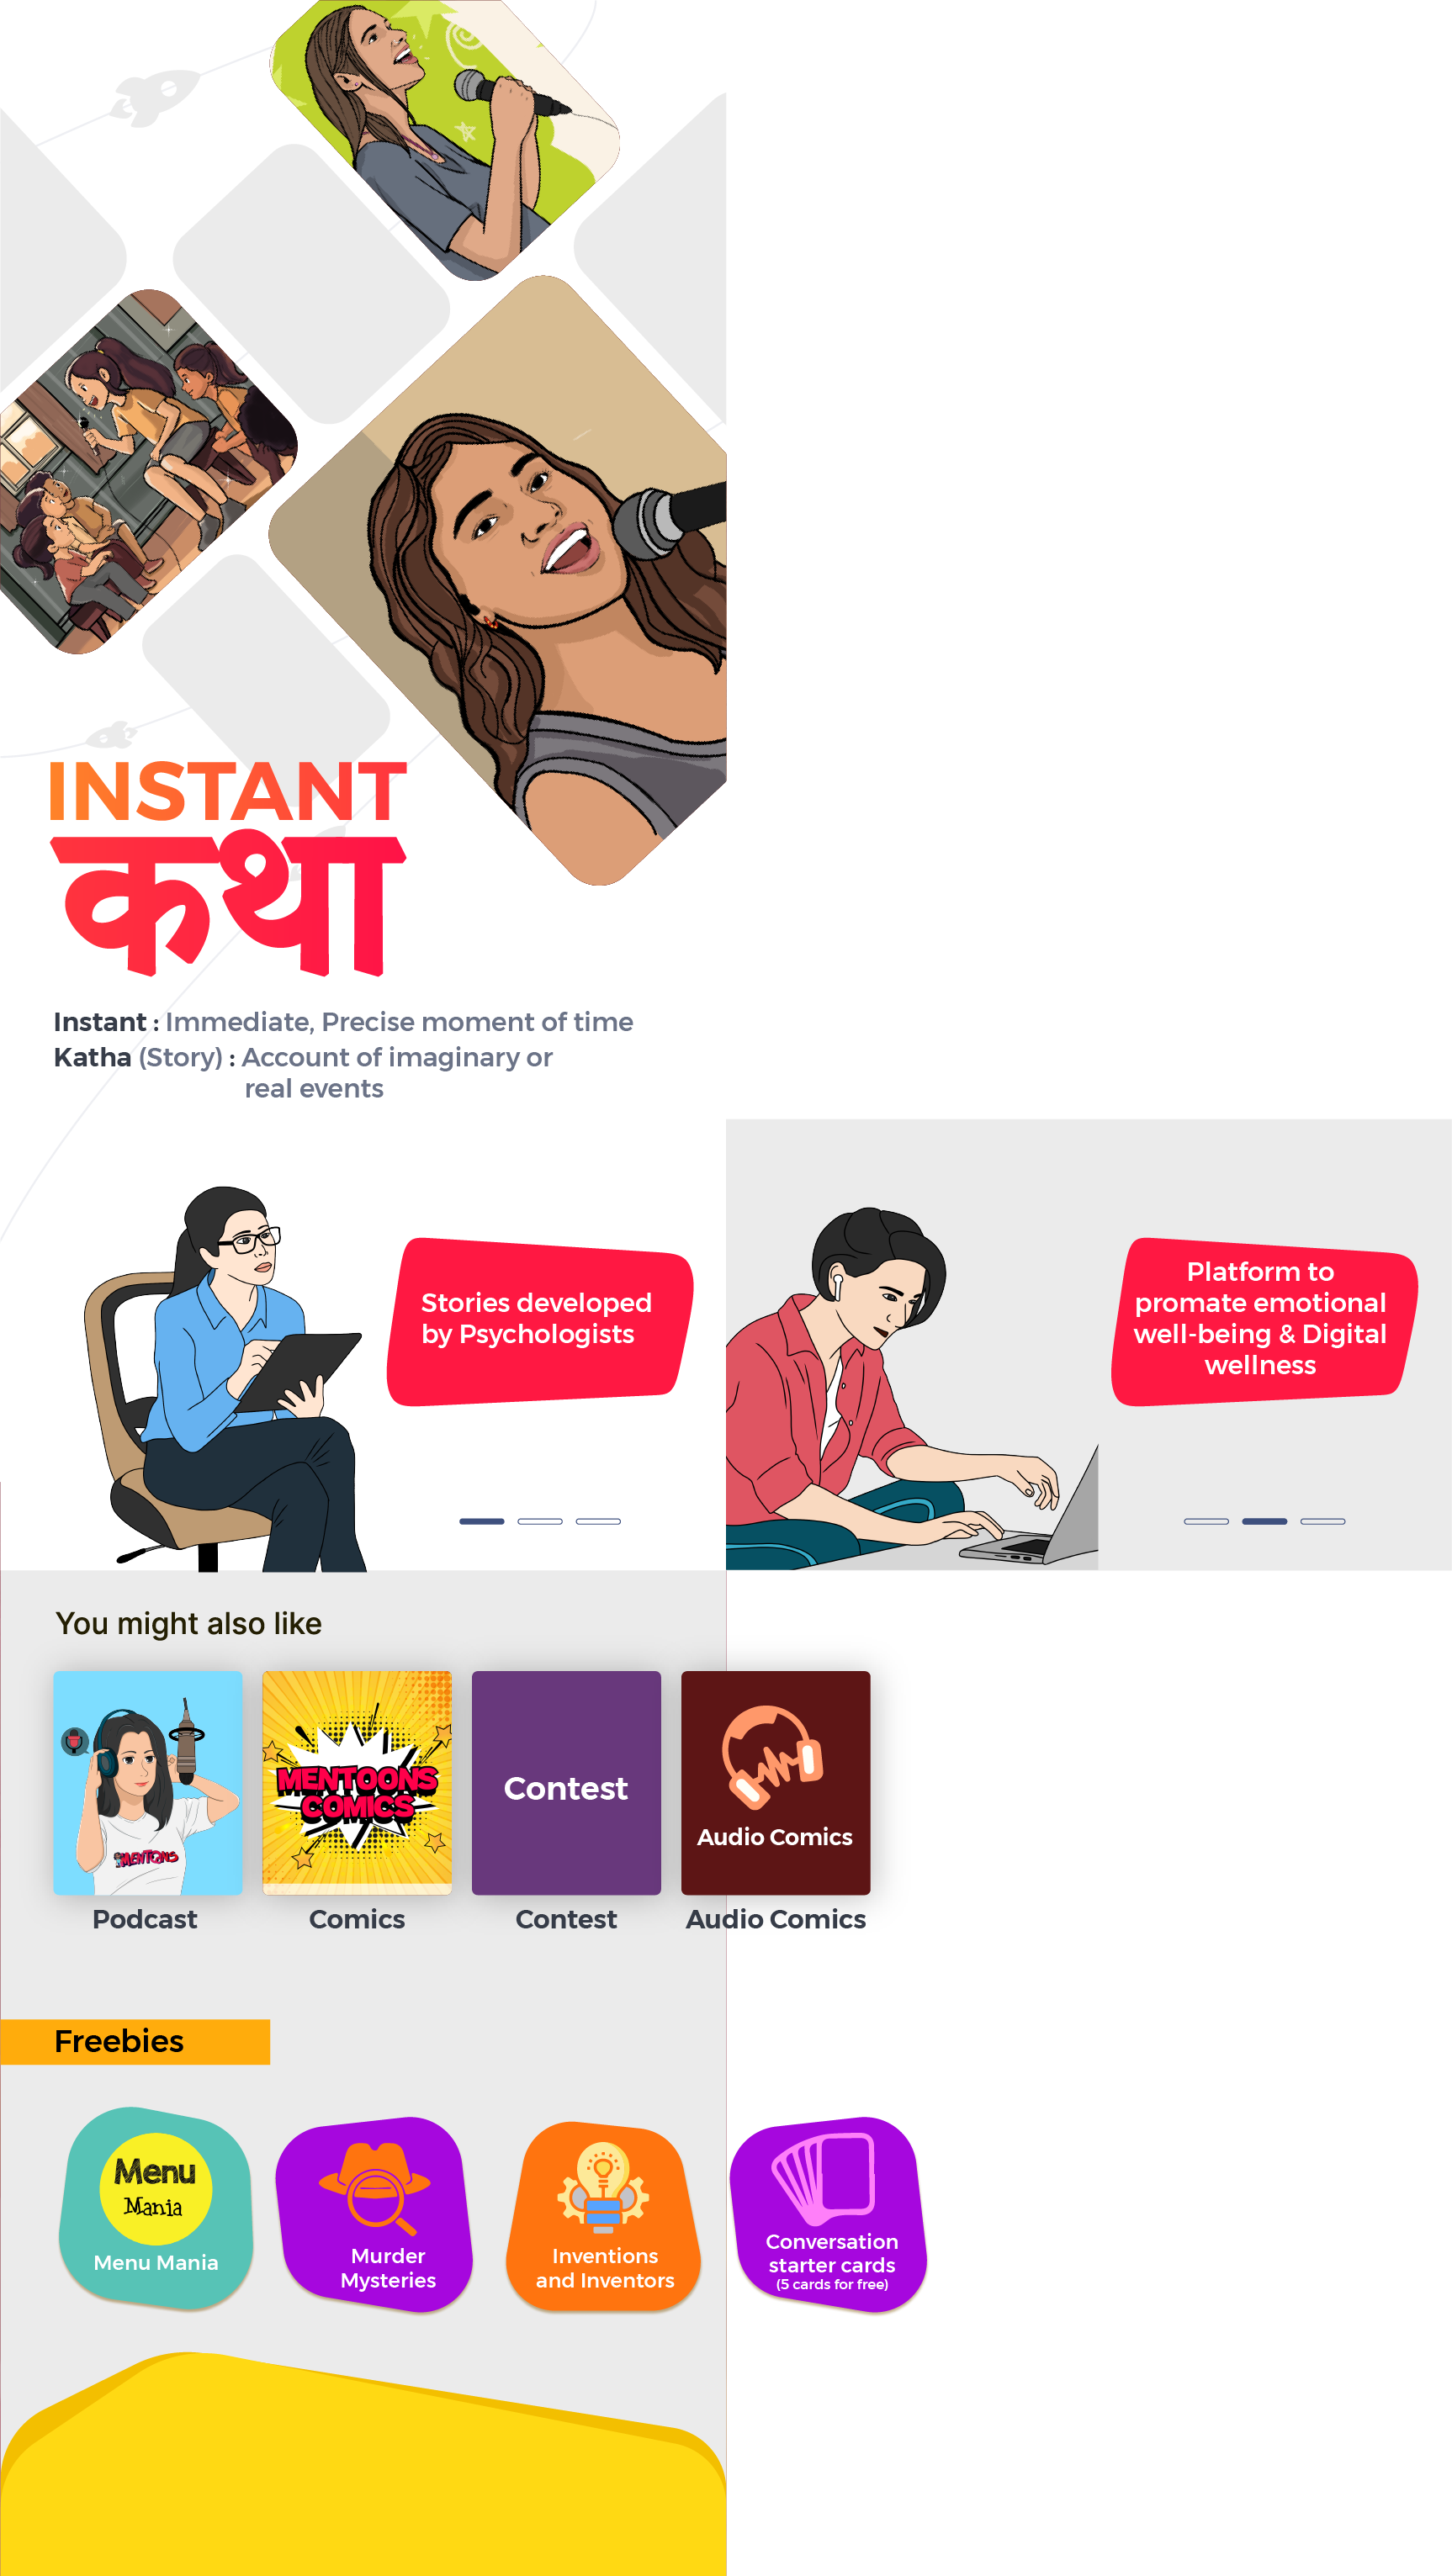 INSTANT
कथा
Instant : Immediate, Precise moment of time
Katha (Story) : Account of imaginary or
real events
Stories developed
by Psychologists
Platform to
promate emotional
well-being & Digital
wellness
You might also like
MENTOONS
COMICS
Contest
Audio Comics
Podcast
Comics
Contest
Audio Comics
Freebies
Menu
Mania
Menu Mania
Murder
Mysteries
Inventions
and Inventors
Conversation
starter cards
(5 cards for free)